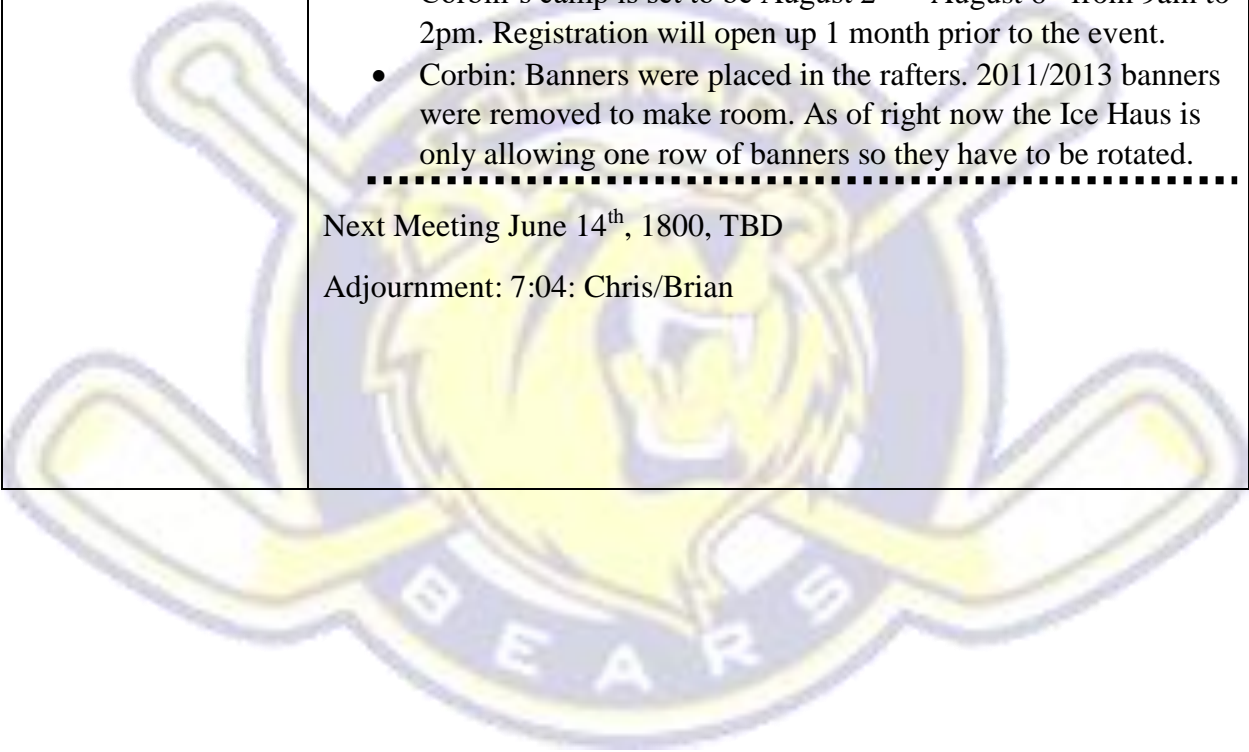 Corbin's camp is set to be August 2 August 6 from 9am to
2pm. Registration will open up 1 month prior to the event.
• Corbin: Banners were placed in the rafters. 2011/2013 banners
were removed to make room. As of right now the Ice Haus is
only allowing one row of banners so they have to be rotated.
Next Meeting June 14th, 1800, TBD
Adjournment: 7:04: Chris/Brian
BEARS